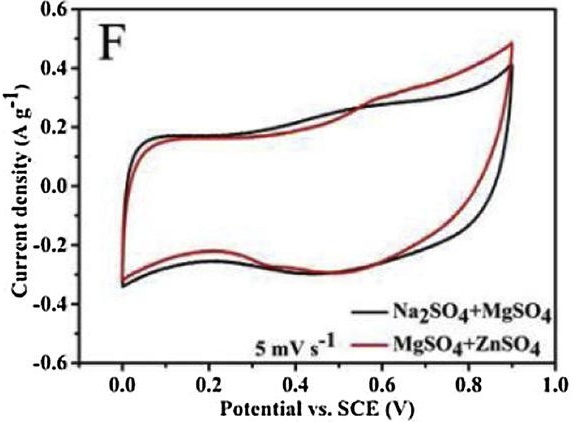 F
0.6
0.4
0.2
0.0
-0.2
-0.4
-0.6
Current density (A g-1)
Na2SO4+MgSO4
5 mV s-1 MgSO4+ZnSO4
0.0 0.2 0.4 0.6 0.8 1.0
Potential vs. SCE (V)